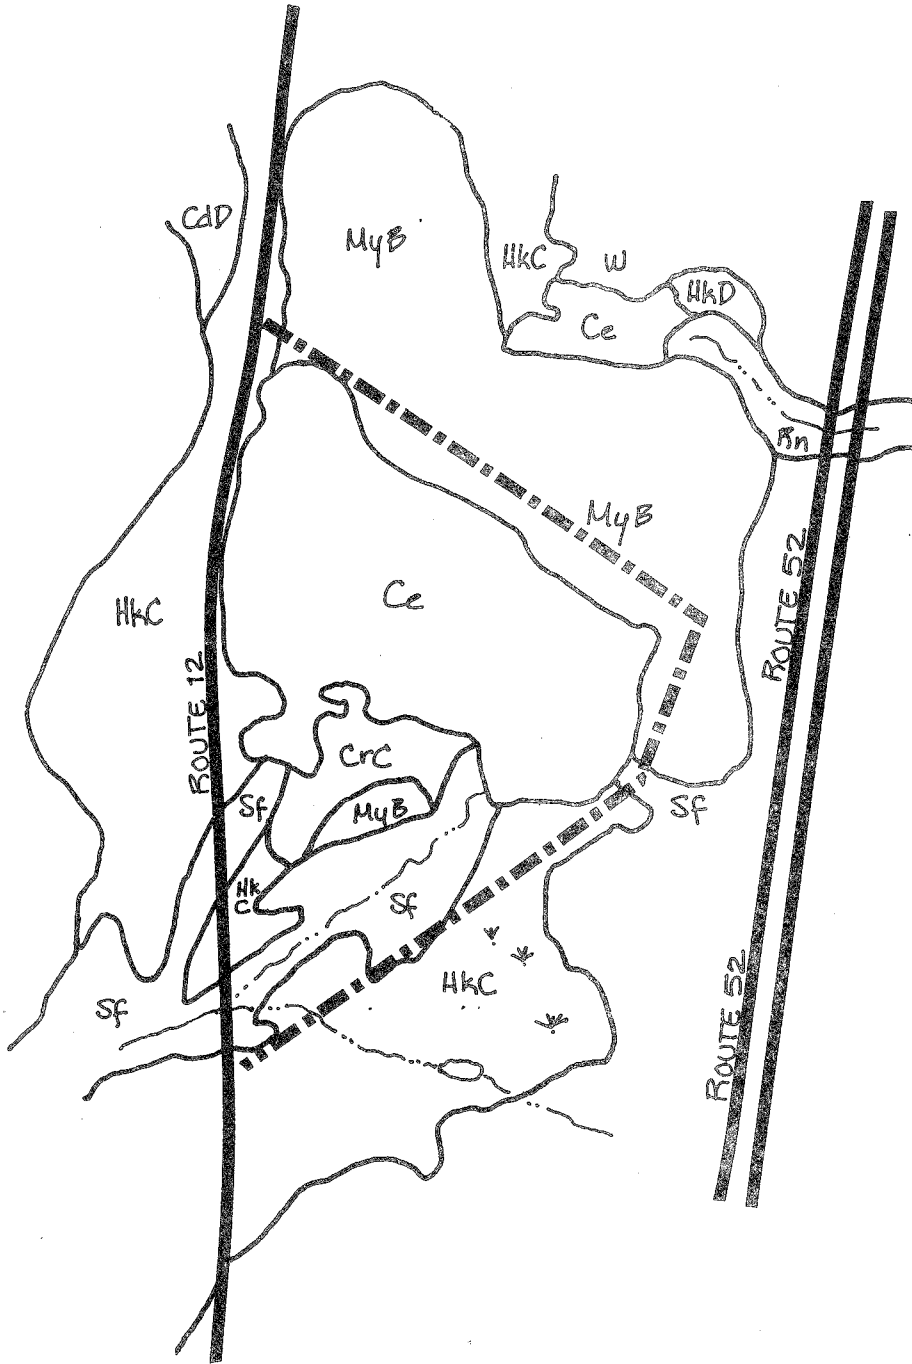 CdD
MyB
HkC
W
HkD
Ce
Rn
MyB
ROUTE 52
Ce
HkC
ROUTE 12
CrC
Sf
MyB
Sf
Hk
C
Sf
HkC
Sf
ROUTE 52